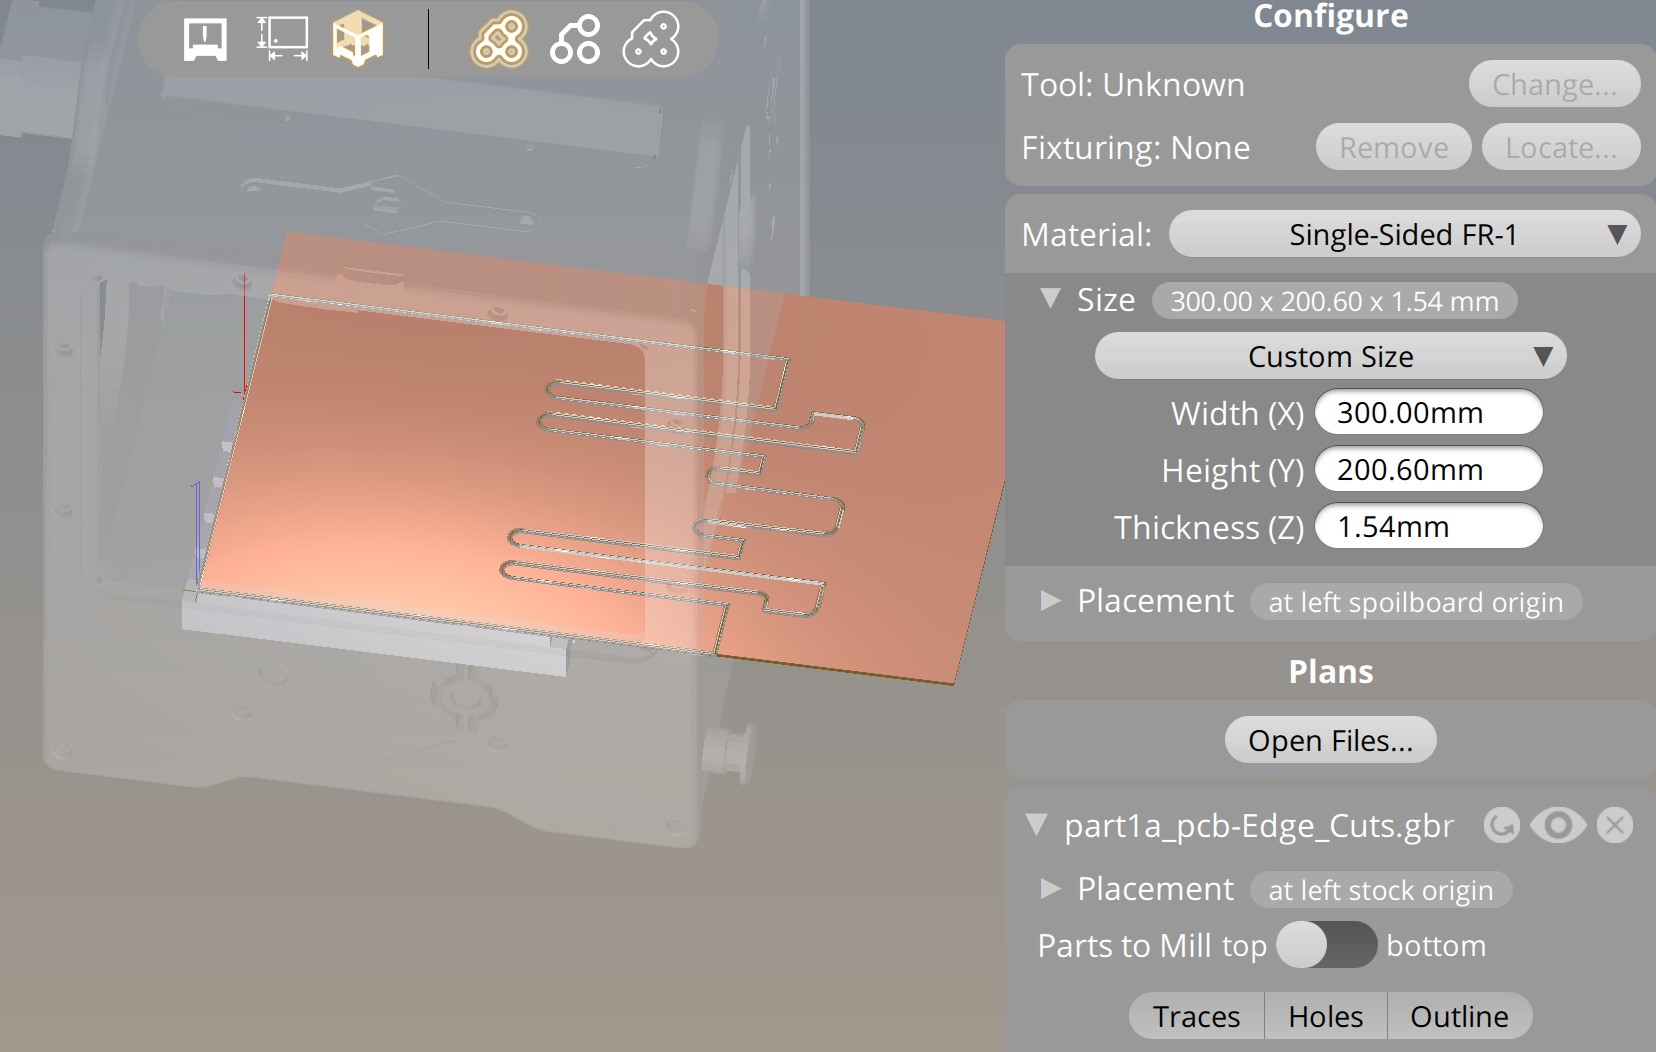 Configure
Tool: Unknown
Change...
Fixturing: None
Remove
Locate...
Material:
Single-Sided FR-1
Size
300.00 x 200.60 x 1.54 mm
Custom Size
Width (X)
300.00mm
Height (Y)
200.60mm
Thickness (Z)
1.54mm
Placement
at left spoilboard origin
Plans
Open Files...
part1a_pcb-Edge_Cuts.gbr
Placement
at left stock origin
Parts to Mill top
bottom
Traces
Holes
Outline